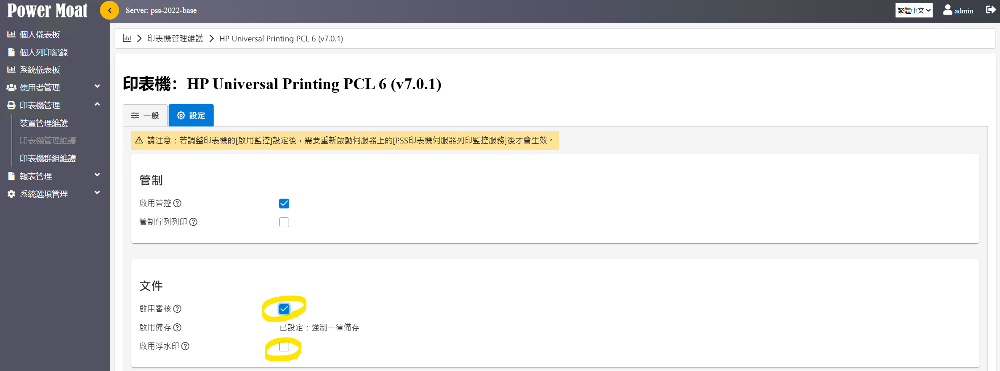 Power Moat
Server: pss-2022-base
繁體中文
admin
個人儀表板
個人列印紀錄
系統儀表板
使用者管理
印表機管理
裝置管理維護
印表機管理維護
印表機群組維護
報表管理
系統選項管理
印表機管理維護
HP Universal Printing PCL 6 (v7.0.1)
印表機：HP Universal Printing PCL 6 (v7.0.1)
一般
設定
請注意：若調整印表機的[啟用監控]設定後，需要重新啟動伺服器上的[PSS印表機伺服器列印監控服務]後才會生效。
管制
啟用管控
管制佇列列印
文件
啟用審核
啟用備存
已設定：強制一律備存
啟用浮水印